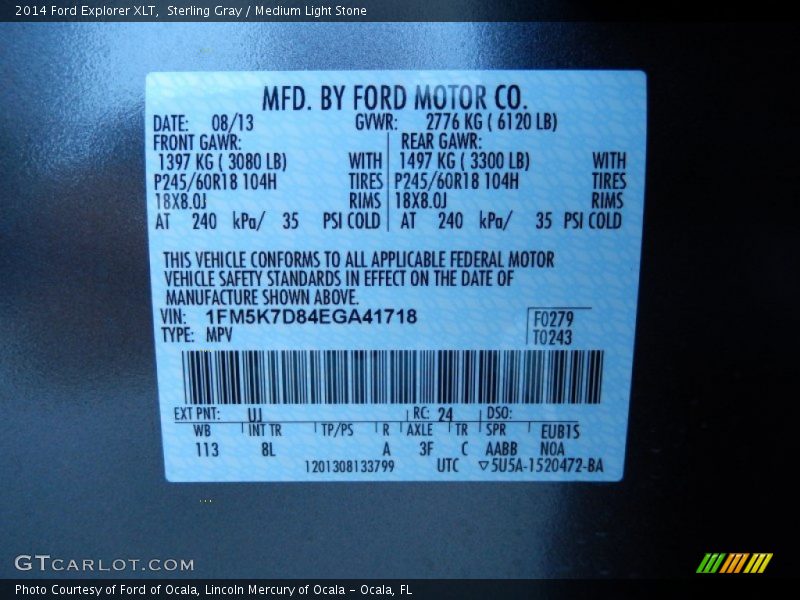 2014 Ford Explorer XLT,  Sterling Gray / Medium Light Stone
MFD. BY FORD MOTOR CO.
DATE: 08/13 GVWR: 2776 KG ( 6120 LB)
FRONT GAWR: REAR GAWR:
1397 KG ( 3080 LB) WITH 1497 KG ( 3300 LB) WITH
P245/60R18 104H TIRES P245/60R18 104H TIRES
18X8.0J RIMS 18X8.0J RIMS
AT 240 kPa/ 35 PSI COLD AT 240 kPa/ 35 PSI COLD
THIS VEHICLE CONFORMS TO ALL APPLICABLE FEDERAL MOTOR
VEHICLE SAFETY STANDARDS IN EFFECT ON THE DATE OF
MANUFACTURE SHOWN ABOVE.
VIN: 1FM5K7D84EGA41718 F0279
TYPE: MPV T0243
EXT PNT: UJ RC: 24 DSO:
WB INT TR TP/PS R AXLE TR SPR EUB1S
113 8L A 3F C AABB NOA
1201308133799 UTC ▽5U5A-1520472-BA
GTCARLOT.COM
Photo Courtesy of Ford of Ocala, Lincoln Mercury of Ocala - Ocala, FL